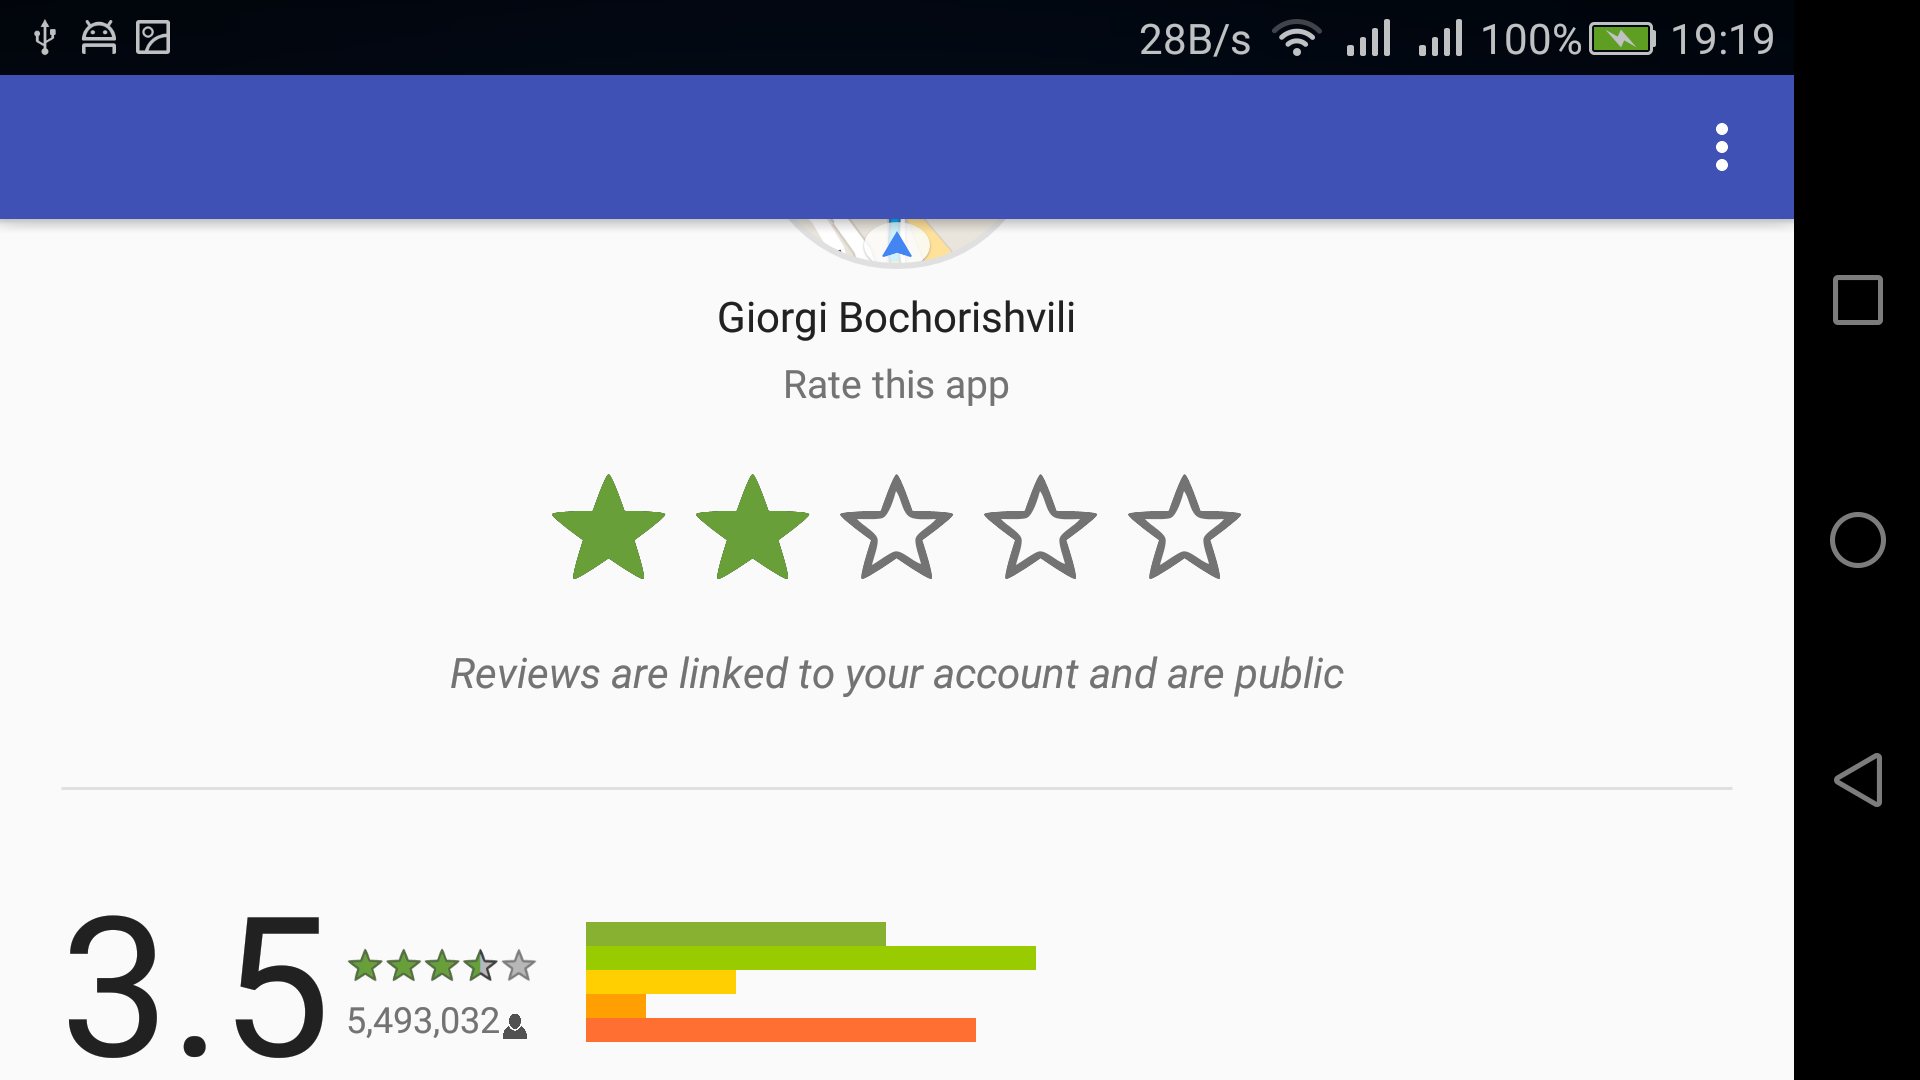 28B/s 100% 19:19
Giorgi Bochorishvili
Rate this app
Reviews are linked to your account and are public
3.5
5,493,032